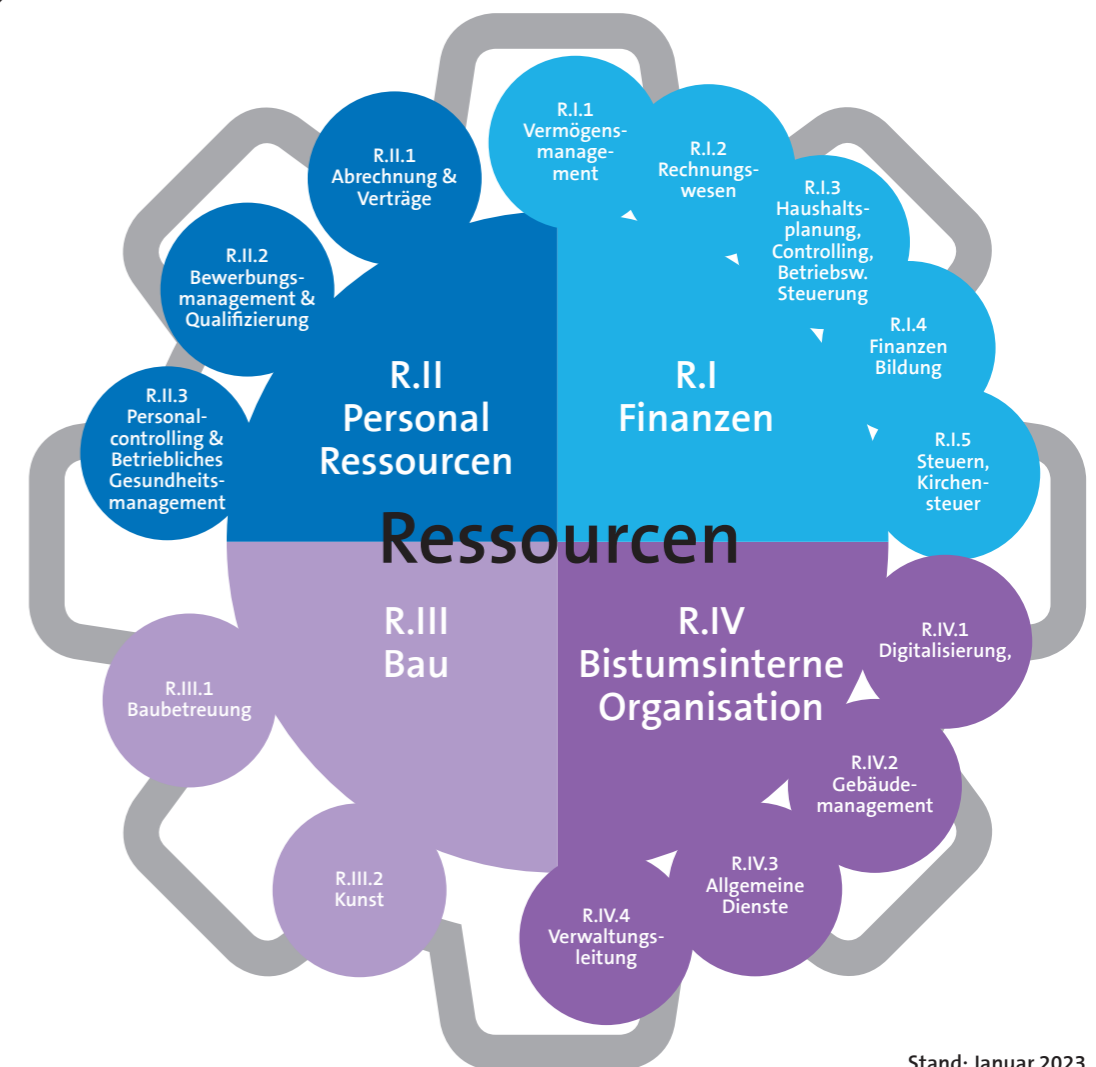 R.I.1
Vermögens-
manage-
ment
R.I.2
Rechnungs-
wesen
R.I.3
Haushalts-
planung,
Controlling,
Betriebsw.
Steuerung
R.I.4
Finanzen
Bildung
R.I.5
Steuern,
Kirchen-
steuer
R.II.1
Abrechnung &
Verträge
R.II.2
Bewerbungs-
management &
Qualifizierung
R.II.3
Personal-
controlling &
Betriebliches
Gesundheits-
management
R.II
Personal
Ressourcen
R.I
Finanzen
Ressourcen
R.III
Bau
R.IV
Bistumsinterne
Organisation
R.III.1
Baubetreuung
R.III.2
Kunst
R.IV.1
Digitalisierung,
R.IV.2
Gebäude-
management
R.IV.3
Allgemeine
Dienste
R.IV.4
Verwaltungs-
leitung
Stand: Januar 2023